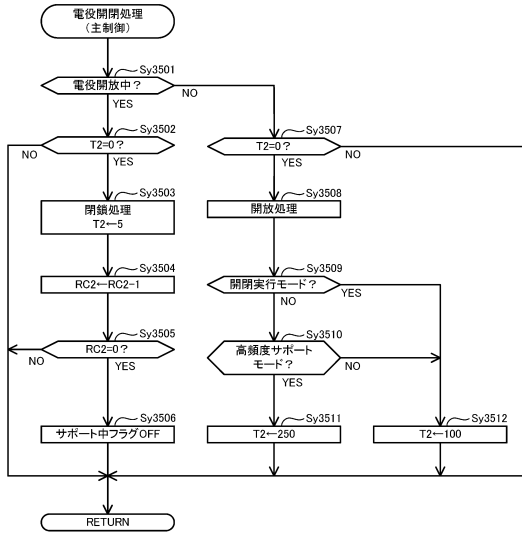 電役開閉処理
(主制御)
Sy3501
電役開放中?
NO
YES
Sy3502
T2=0?
NO
YES
Sy3503
閉鎖処理
T2←5
Sy3504
RC2←RC2-1
Sy3505
RC2=0?
NO
YES
Sy3506
サポート中フラグOFF
Sy3507
T2=0?
NO
YES
Sy3508
開放処理
Sy3509
開閉実行モード?
YES
NO
Sy3510
高頻度サポート
モード?
NO
YES
Sy3511
T2←250
Sy3512
T2←100
RETURN